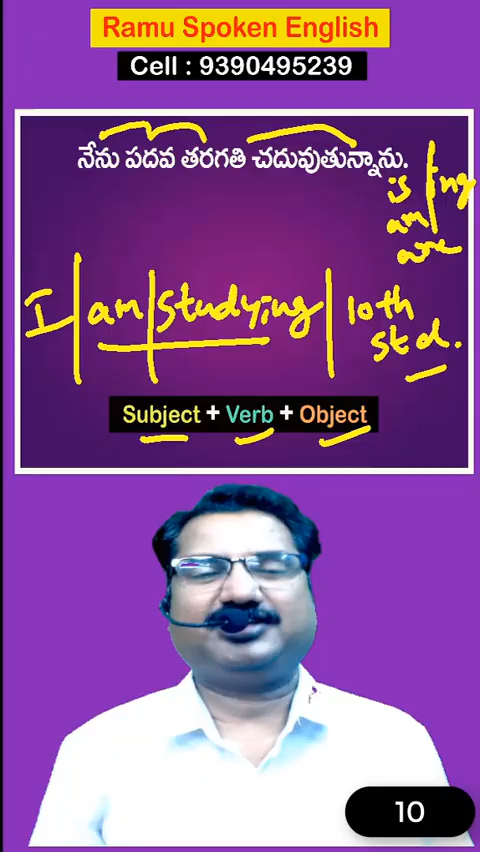 Ramu Spoken English
Cell : 9390495239
నేను పదవ తరగతి చదువుతున్నాను.
is ing
am
are
I am studying 10th
std.
Subject + Verb + Object
10